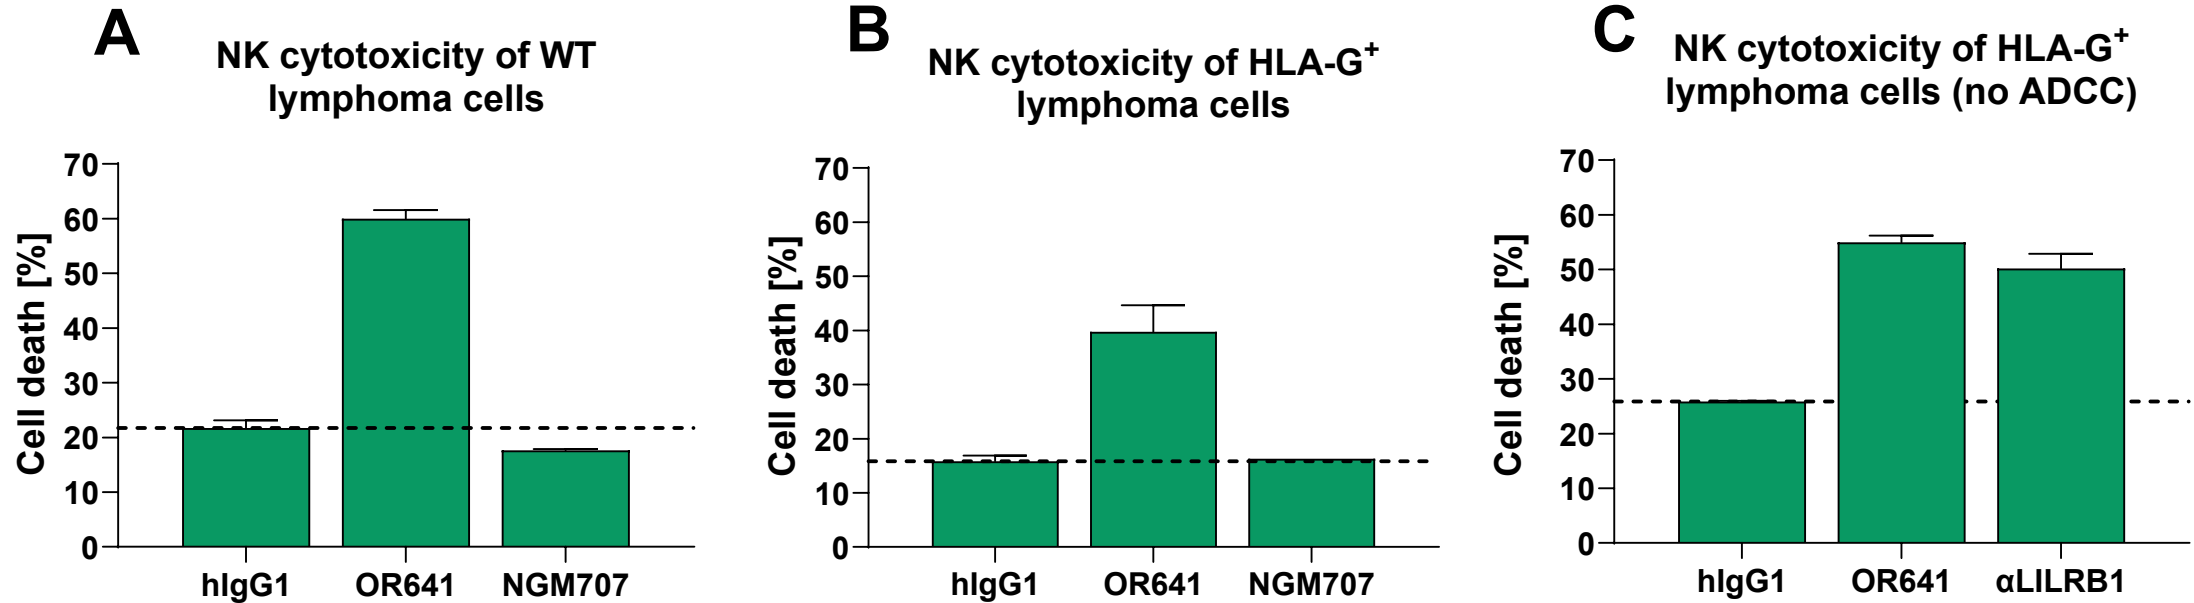 A
NK cytotoxicity of WT
lymphoma cells
Cell death [%]
70
60
50
40
30
20
10
0
hIgG1 OR641 NGM707
B
NK cytotoxicity of HLA-G⁺
lymphoma cells
Cell death [%]
70
60
50
40
30
20
10
0
hIgG1 OR641 NGM707
C
NK cytotoxicity of HLA-G⁺
lymphoma cells (no ADCC)
Cell death [%]
70
60
50
40
30
20
10
0
hIgG1 OR641 αLILRB1